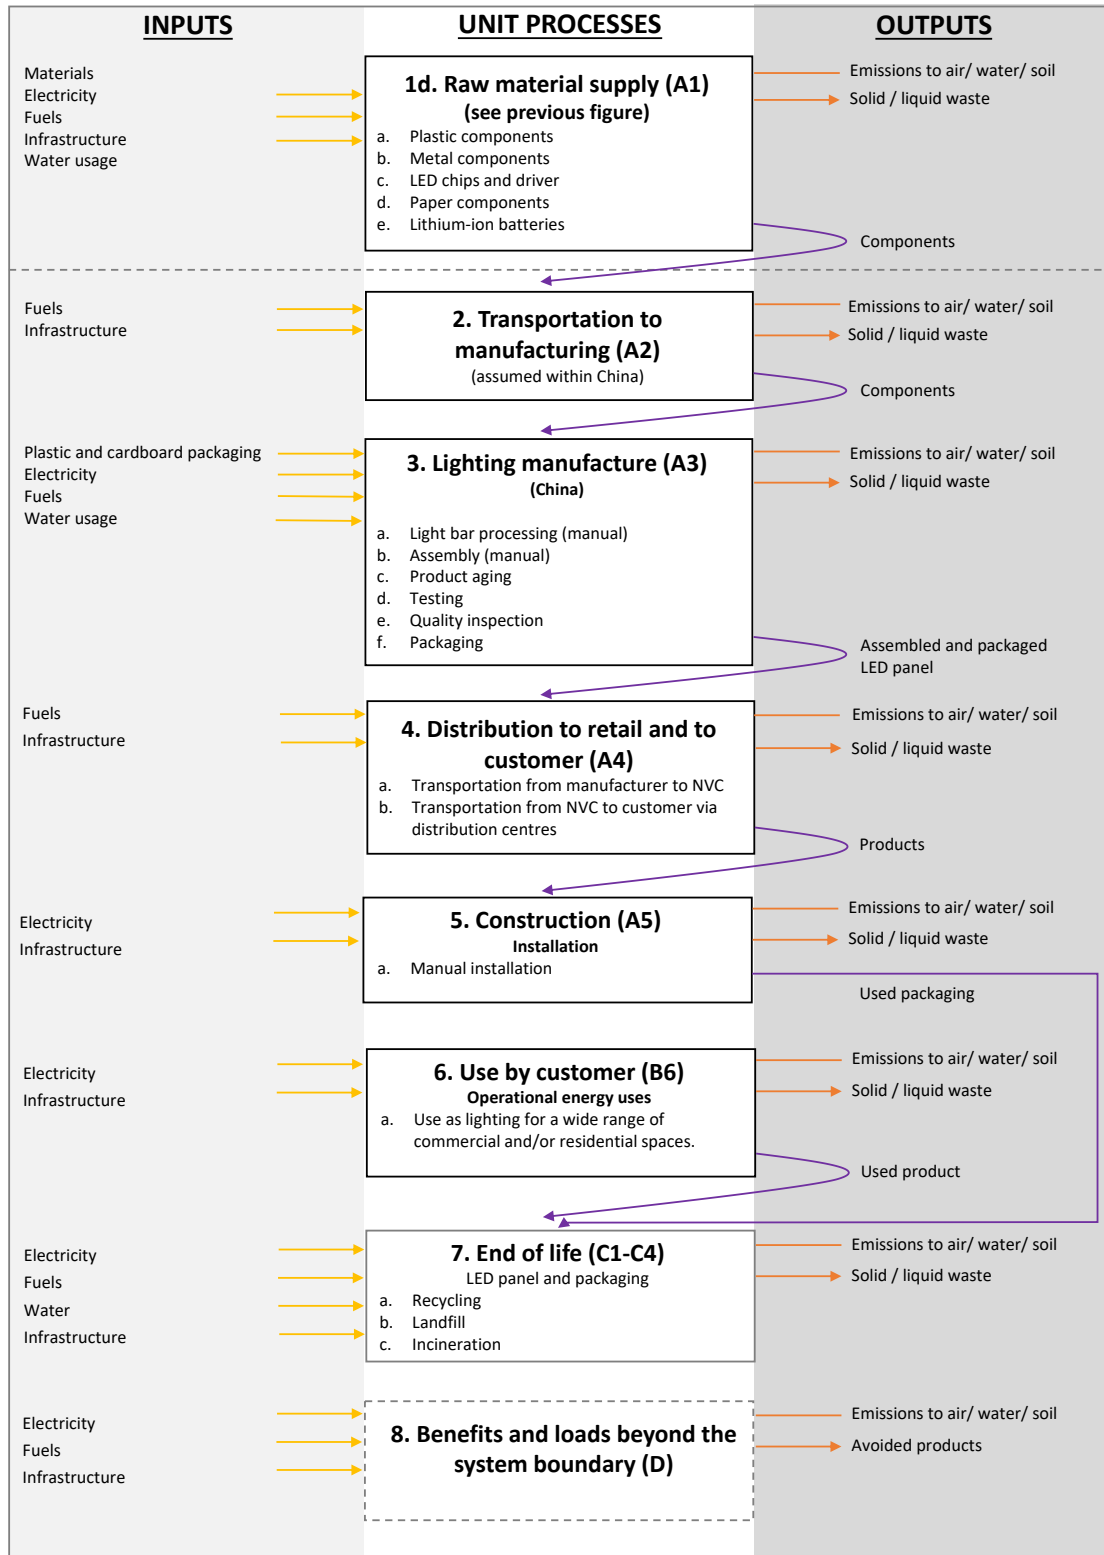 INPUTS
UNIT PROCESSES
OUTPUTS
Materials
Electricity
Fuels
Infrastructure
Water usage
1d. Raw material supply (A1)
(see previous figure)
a. Plastic components
b. Metal components
c. LED chips and driver
d. Paper components
e. Lithium-ion batteries
Emissions to air/ water/ soil
Solid / liquid waste
Components
Fuels
Infrastructure
2. Transportation to
manufacturing (A2)
(assumed within China)
Emissions to air/ water/ soil
Solid / liquid waste
Components
Plastic and cardboard packaging
Electricity
Fuels
Water usage
3. Lighting manufacture (A3)
(China)
a. Light bar processing (manual)
b. Assembly (manual)
c. Product aging
d. Testing
e. Quality inspection
f. Packaging
Emissions to air/ water/ soil
Solid / liquid waste
Assembled and packaged
LED panel
Fuels
Infrastructure
4. Distribution to retail and to
customer (A4)
a. Transportation from manufacturer to NVC
b. Transportation from NVC to customer via
distribution centres
Emissions to air/ water/ soil
Solid / liquid waste
Products
Electricity
Infrastructure
5. Construction (A5)
Installation
a. Manual installation
Emissions to air/ water/ soil
Solid / liquid waste
Used packaging
Electricity
Infrastructure
6. Use by customer (B6)
Operational energy uses
a. Use as lighting for a wide range of
commercial and/or residential spaces.
Emissions to air/ water/ soil
Solid / liquid waste
Used product
Electricity
Fuels
Water
Infrastructure
7. End of life (C1-C4)
LED panel and packaging
a. Recycling
b. Landfill
c. Incineration
Emissions to air/ water/ soil
Solid / liquid waste
Electricity
Fuels
Infrastructure
8. Benefits and loads beyond the
system boundary (D)
Emissions to air/ water/ soil
Avoided products